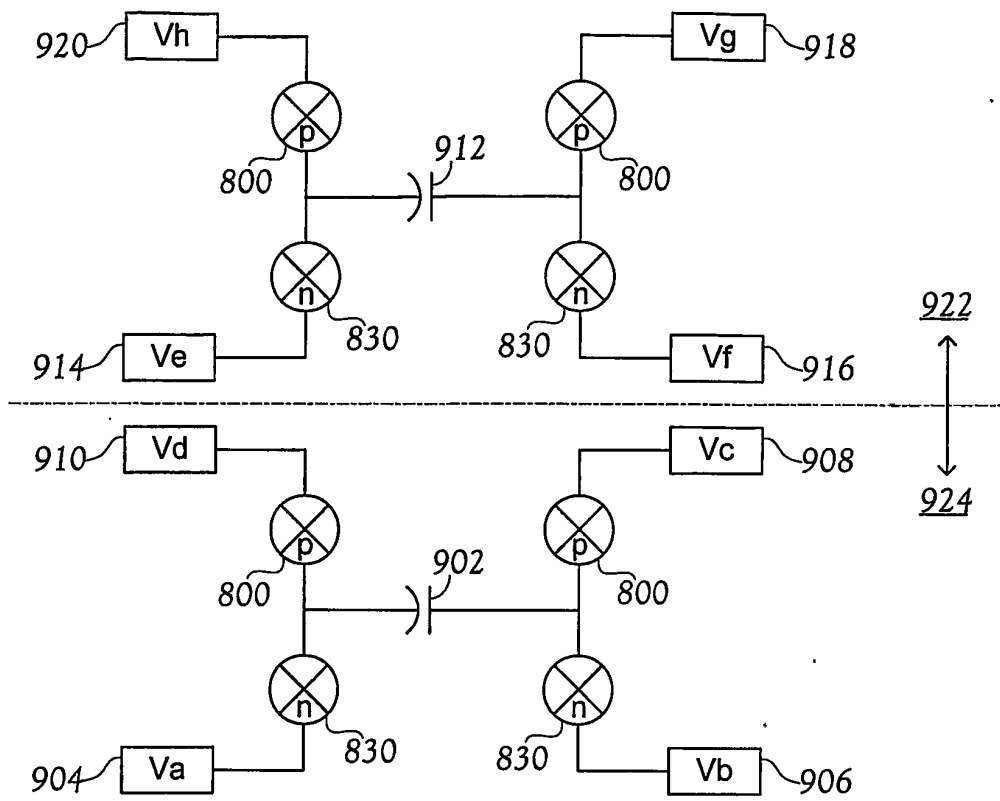 920 Vh Vg 918
p p
800 912 800
n n
830 830
914 Ve Vf 916
922
910 Vd Vc 908
924
p p
800 902 800
n n
830 830
904 Va Vb 906